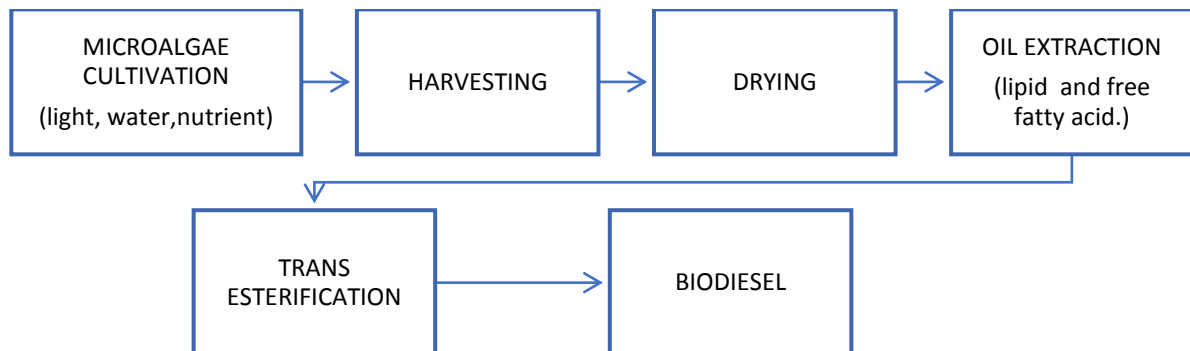 MICROALGAE
CULTIVATION
(light, water,nutrient)
HARVESTING
DRYING
OIL EXTRACTION
(lipid and free
fatty acid.)
TRANS
ESTERIFICATION
BIODIESEL